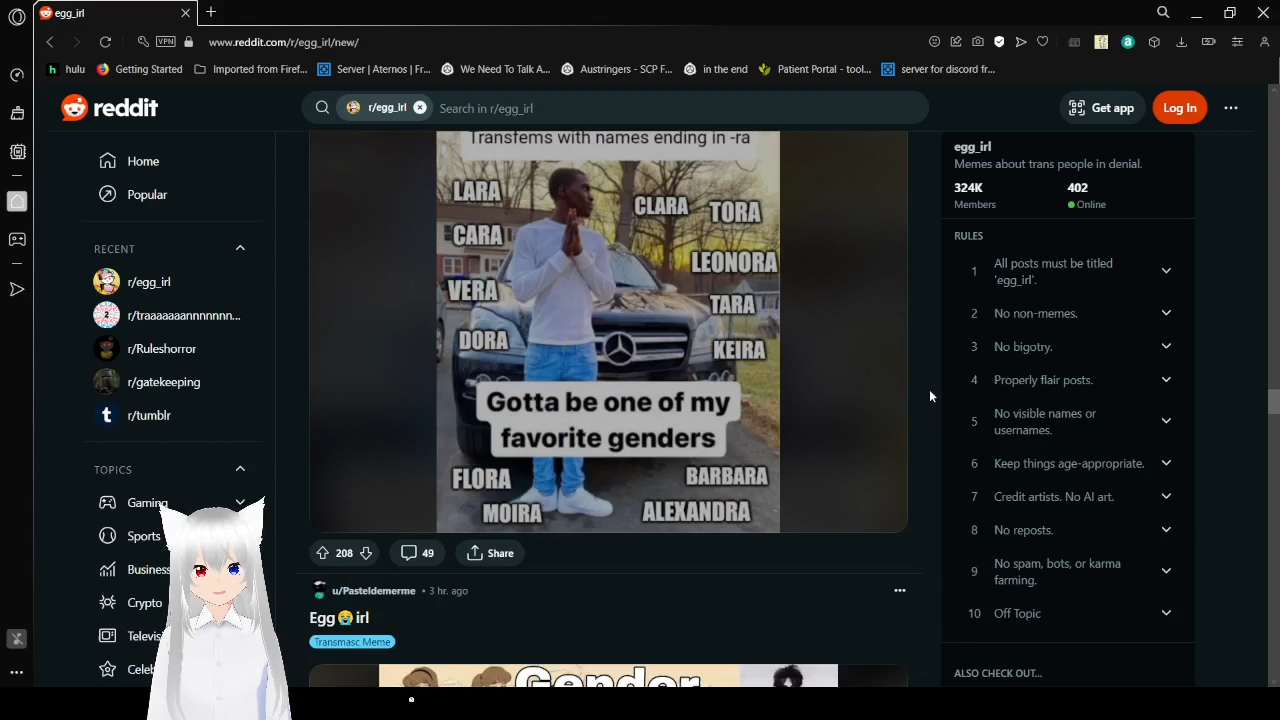 egg_irl
VPN
www.reddit.com/r/egg_irl/new/
hulu
Getting Started
Imported from Firef...
Server | Aternos | Fr...
We Need To Talk A...
Austringers - SCP F...
in the end
Patient Portal - tool...
server for discord fr...
reddit
r/egg_irl
Search in r/egg_irl
Get app
Log In
Home
Popular
RECENT
r/egg_irl
r/traaaaaaannnnnnn...
r/Ruleshorror
r/gatekeeping
r/tumblr
TOPICS
Gaming
Sports
Business
Crypto
Televisi
Celeb
Transfems with names ending in -ra
LARA
CLARA
TORA
CARA
LEONORA
VERA
TARA
DORA
KEIRA
Gotta be one of my
favorite genders
FLORA
BARBARA
MOIRA
ALEXANDRA
208
49
Share
u/Pasteldemerme • 3 hr. ago
Egg😭irl
Transmasc Meme
Gender
egg_irl
Memes about trans people in denial.
324K
402
Members
Online
RULES
1 All posts must be titled
'egg_irl'.
2 No non-memes.
3 No bigotry.
4 Properly flair posts.
5 No visible names or
usernames.
6 Keep things age-appropriate.
7 Credit artists. No AI art.
8 No reposts.
9 No spam, bots, or karma
farming.
10 Off Topic
ALSO CHECK OUT...